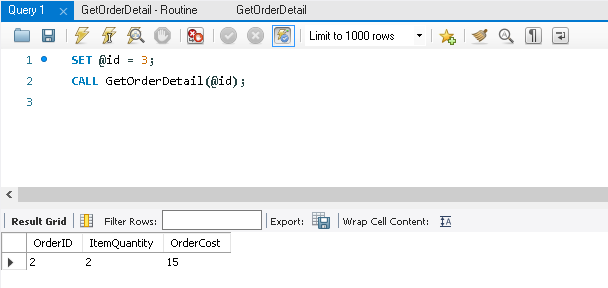 Query 1 GetOrderDetail - Routine GetOrderDetail
Limit to 1000 rows
1 SET @id = 3;
2 CALL GetOrderDetail(@id);
3
Result Grid Filter Rows: Export: Wrap Cell Content:
OrderID ItemQuantity OrderCost
2 2 15